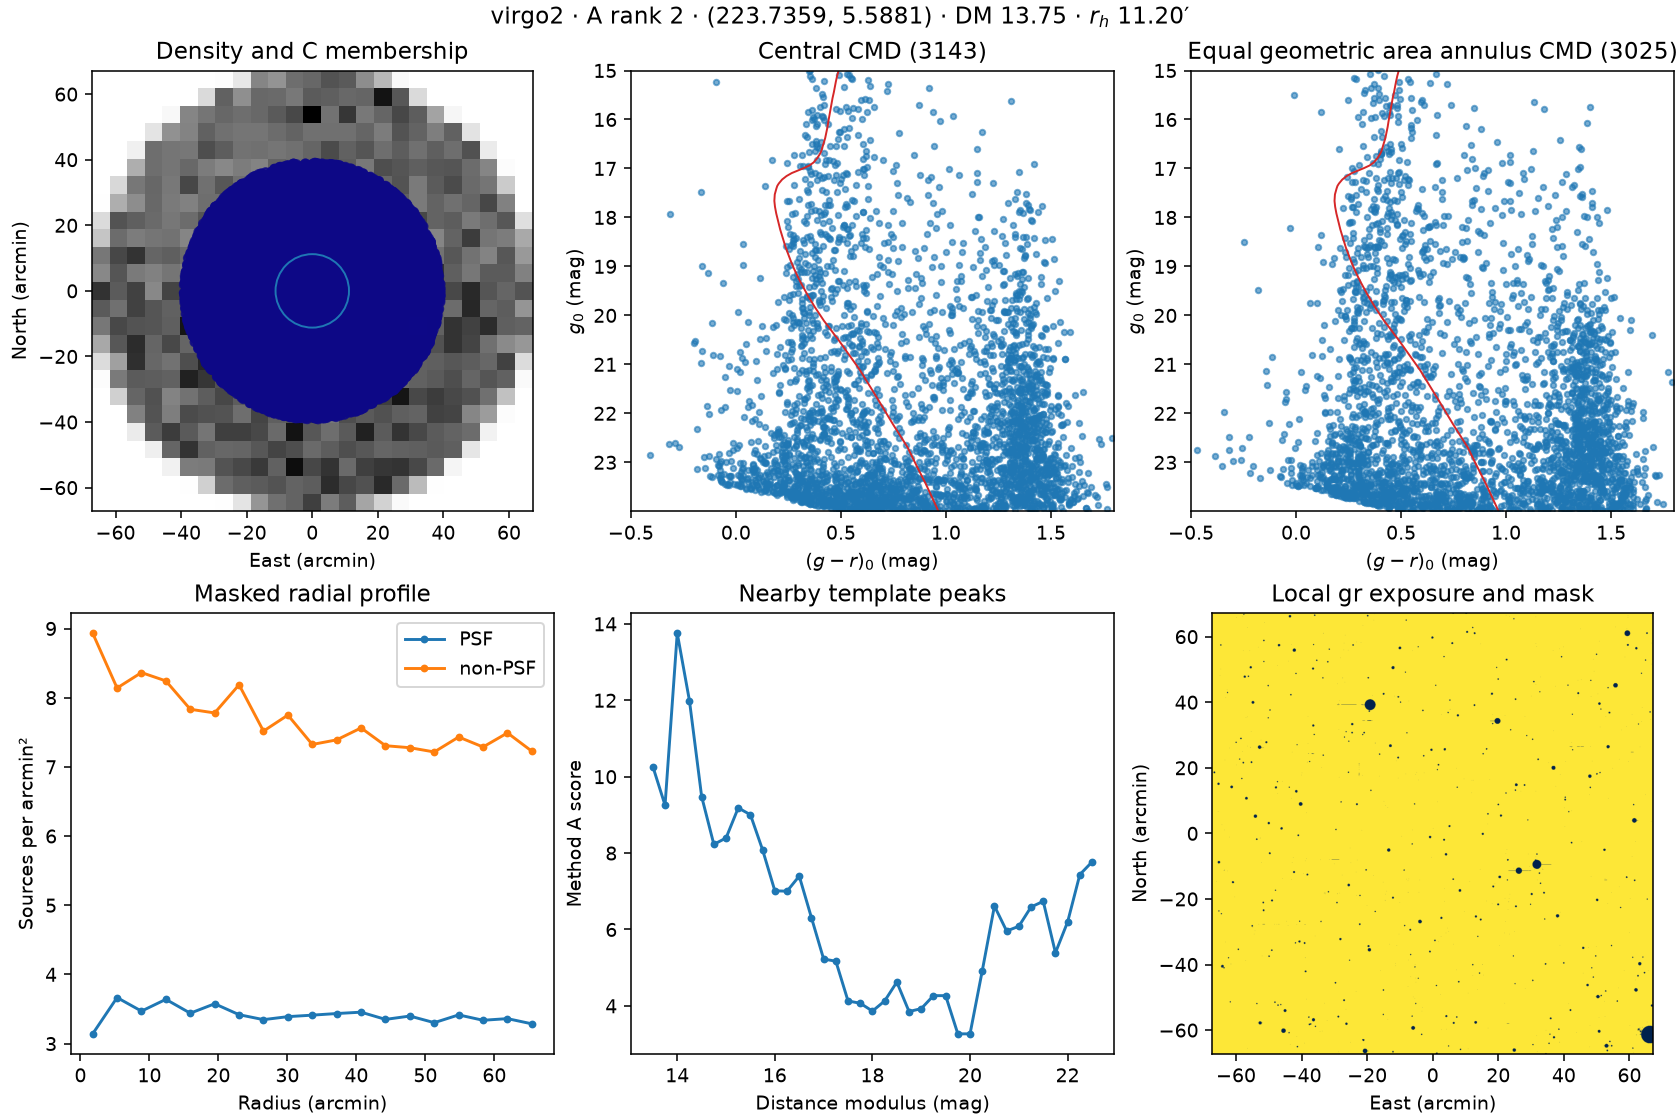 virgo2 · A rank 2 · (223.7359, 5.5881) · DM 13.75 · r_h 11.20′
Density and C membership
60
40
20
0
−20
−40
−60
−60 −40 −20 0 20 40 60
North (arcmin)
East (arcmin)
Central CMD (3143)
15
16
17
18
19
20
21
22
23
−0.5 0.0 0.5 1.0 1.5
g₀ (mag)
(g − r)₀ (mag)
Equal geometric area annulus CMD (3025)
15
16
17
18
19
20
21
22
23
−0.5 0.0 0.5 1.0 1.5
g₀ (mag)
(g − r)₀ (mag)
Masked radial profile
PSF
non-PSF
9
8
7
6
5
4
3
0 10 20 30 40 50 60
Sources per arcmin²
Radius (arcmin)
Nearby template peaks
14
12
10
8
6
4
14 16 18 20 22
Method A score
Distance modulus (mag)
Local gr exposure and mask
60
40
20
0
−20
−40
−60
−60 −40 −20 0 20 40 60
North (arcmin)
East (arcmin)